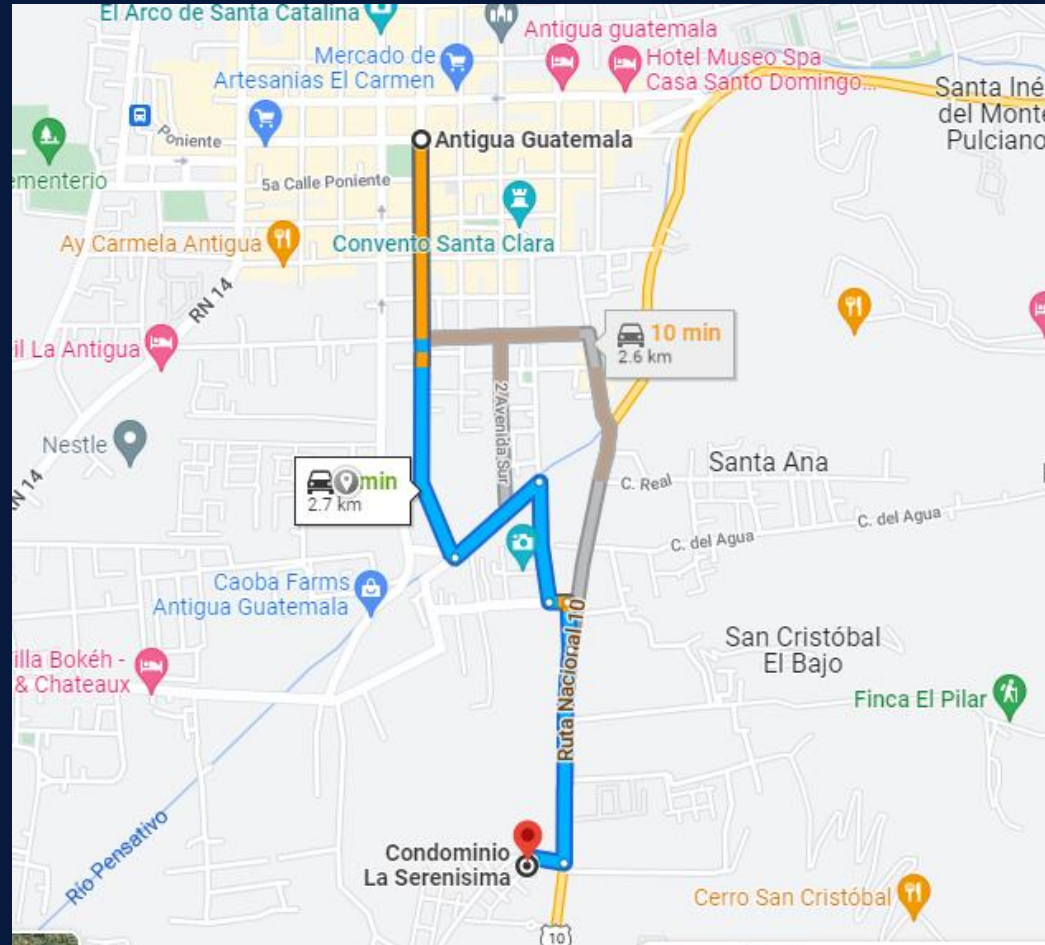 El Arco de Santa Catalina
Antigua guatemala
Mercado de
Artesanias El Carmen
Hotel Museo Spa
Casa Santo Domingo...
Santa Iné
del Monte
Pulciano
Poniente
Antigua Guatemala
ementerio
5a Calle Poniente
Ay Carmela Antigua
Convento Santa Clara
RN 14
10 min
2.6 km
il La Antigua
2 Avenida Sur
Nestle
Santa Ana
C. Real
min
2.7 km
N 14
C. del Agua
C. del Agua
Caoba Farms
Antigua Guatemala
Ruta Nacional 10
San Cristóbal
El Bajo
illa Bokéh -
& Chateaux
Finca El Pilar
Río Pensativo
Condominio
La Serenisima
Cerro San Cristóbal
10